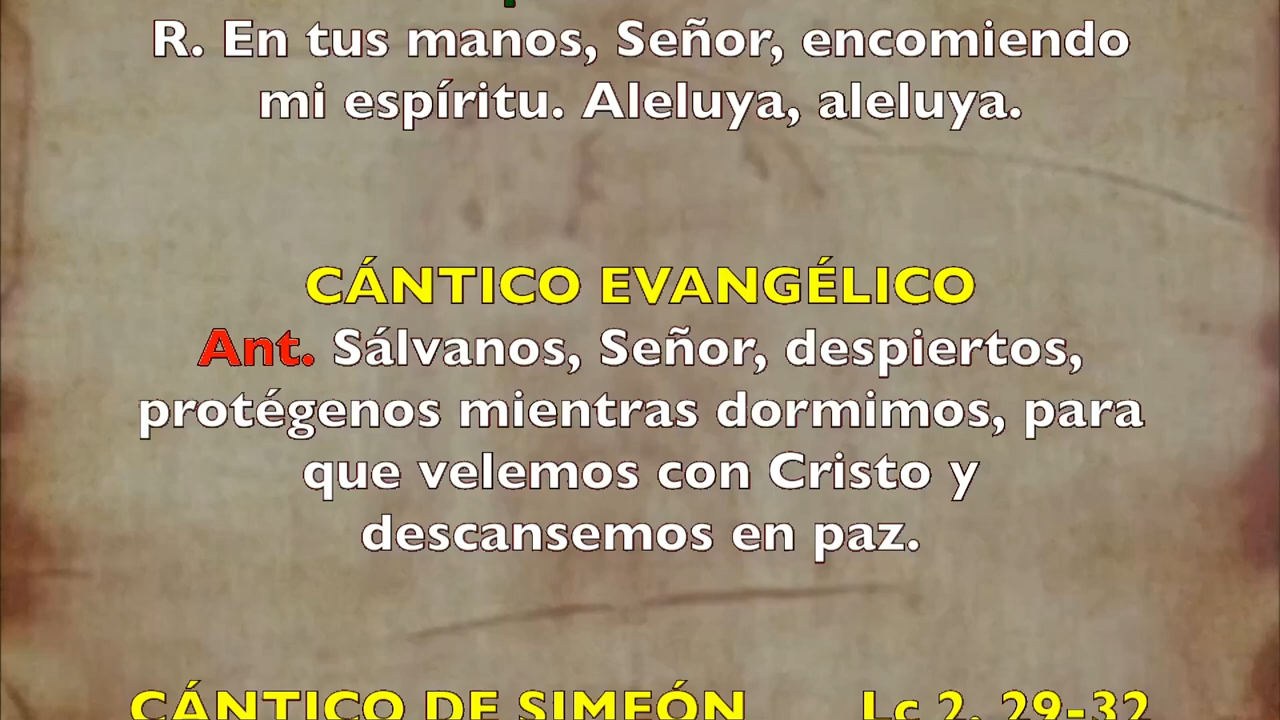 R. En tus manos, Señor, encomiendo
mi espíritu. Aleluya, aleluya.
CÁNTICO EVANGÉLICO
Ant. Sálvanos, Señor, despiertos,
protégenos mientras dormimos, para
que velemos con Cristo y
descansemos en paz.
CÁNTICO DE SIMEÓN Lc 2, 29-32